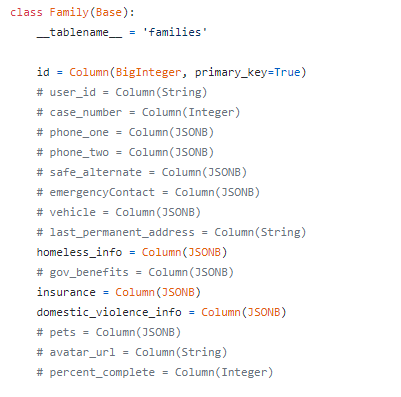 class Family(Base):
    __tablename__ = 'families'

    id = Column(BigInteger, primary_key=True)
    # user_id = Column(String)
    # case_number = Column(Integer)
    # phone_one = Column(JSONB)
    # phone_two = Column(JSONB)
    # safe_alternate = Column(JSONB)
    # emergencyContact = Column(JSONB)
    # vehicle = Column(JSONB)
    # last_permanent_address = Column(String)
    homeless_info = Column(JSONB)
    # gov_benefits = Column(JSONB)
    insurance = Column(JSONB)
    domestic_violence_info = Column(JSONB)
    # pets = Column(JSONB)
    # avatar_url = Column(String)
    # percent_complete = Column(Integer)